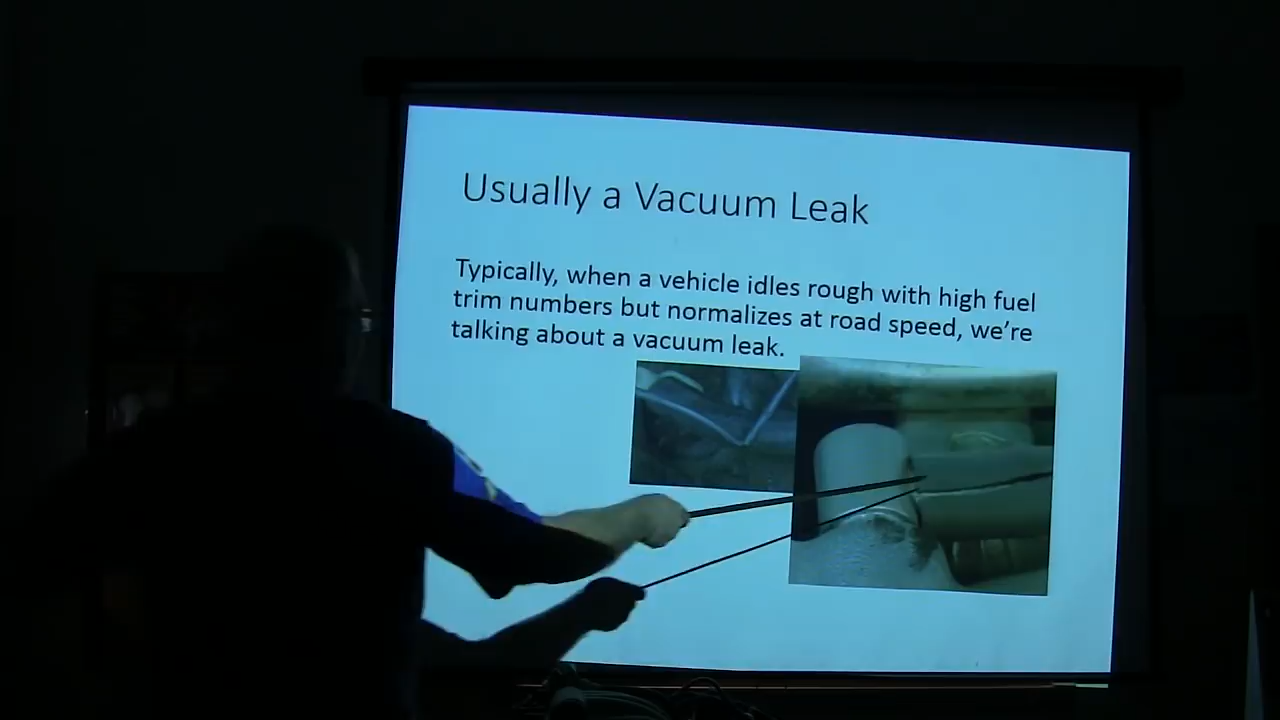 Usually a Vacuum Leak
Typically, when a vehicle idles rough with high fuel
trim numbers but normalizes at road speed, we’re
talking about a vacuum leak.